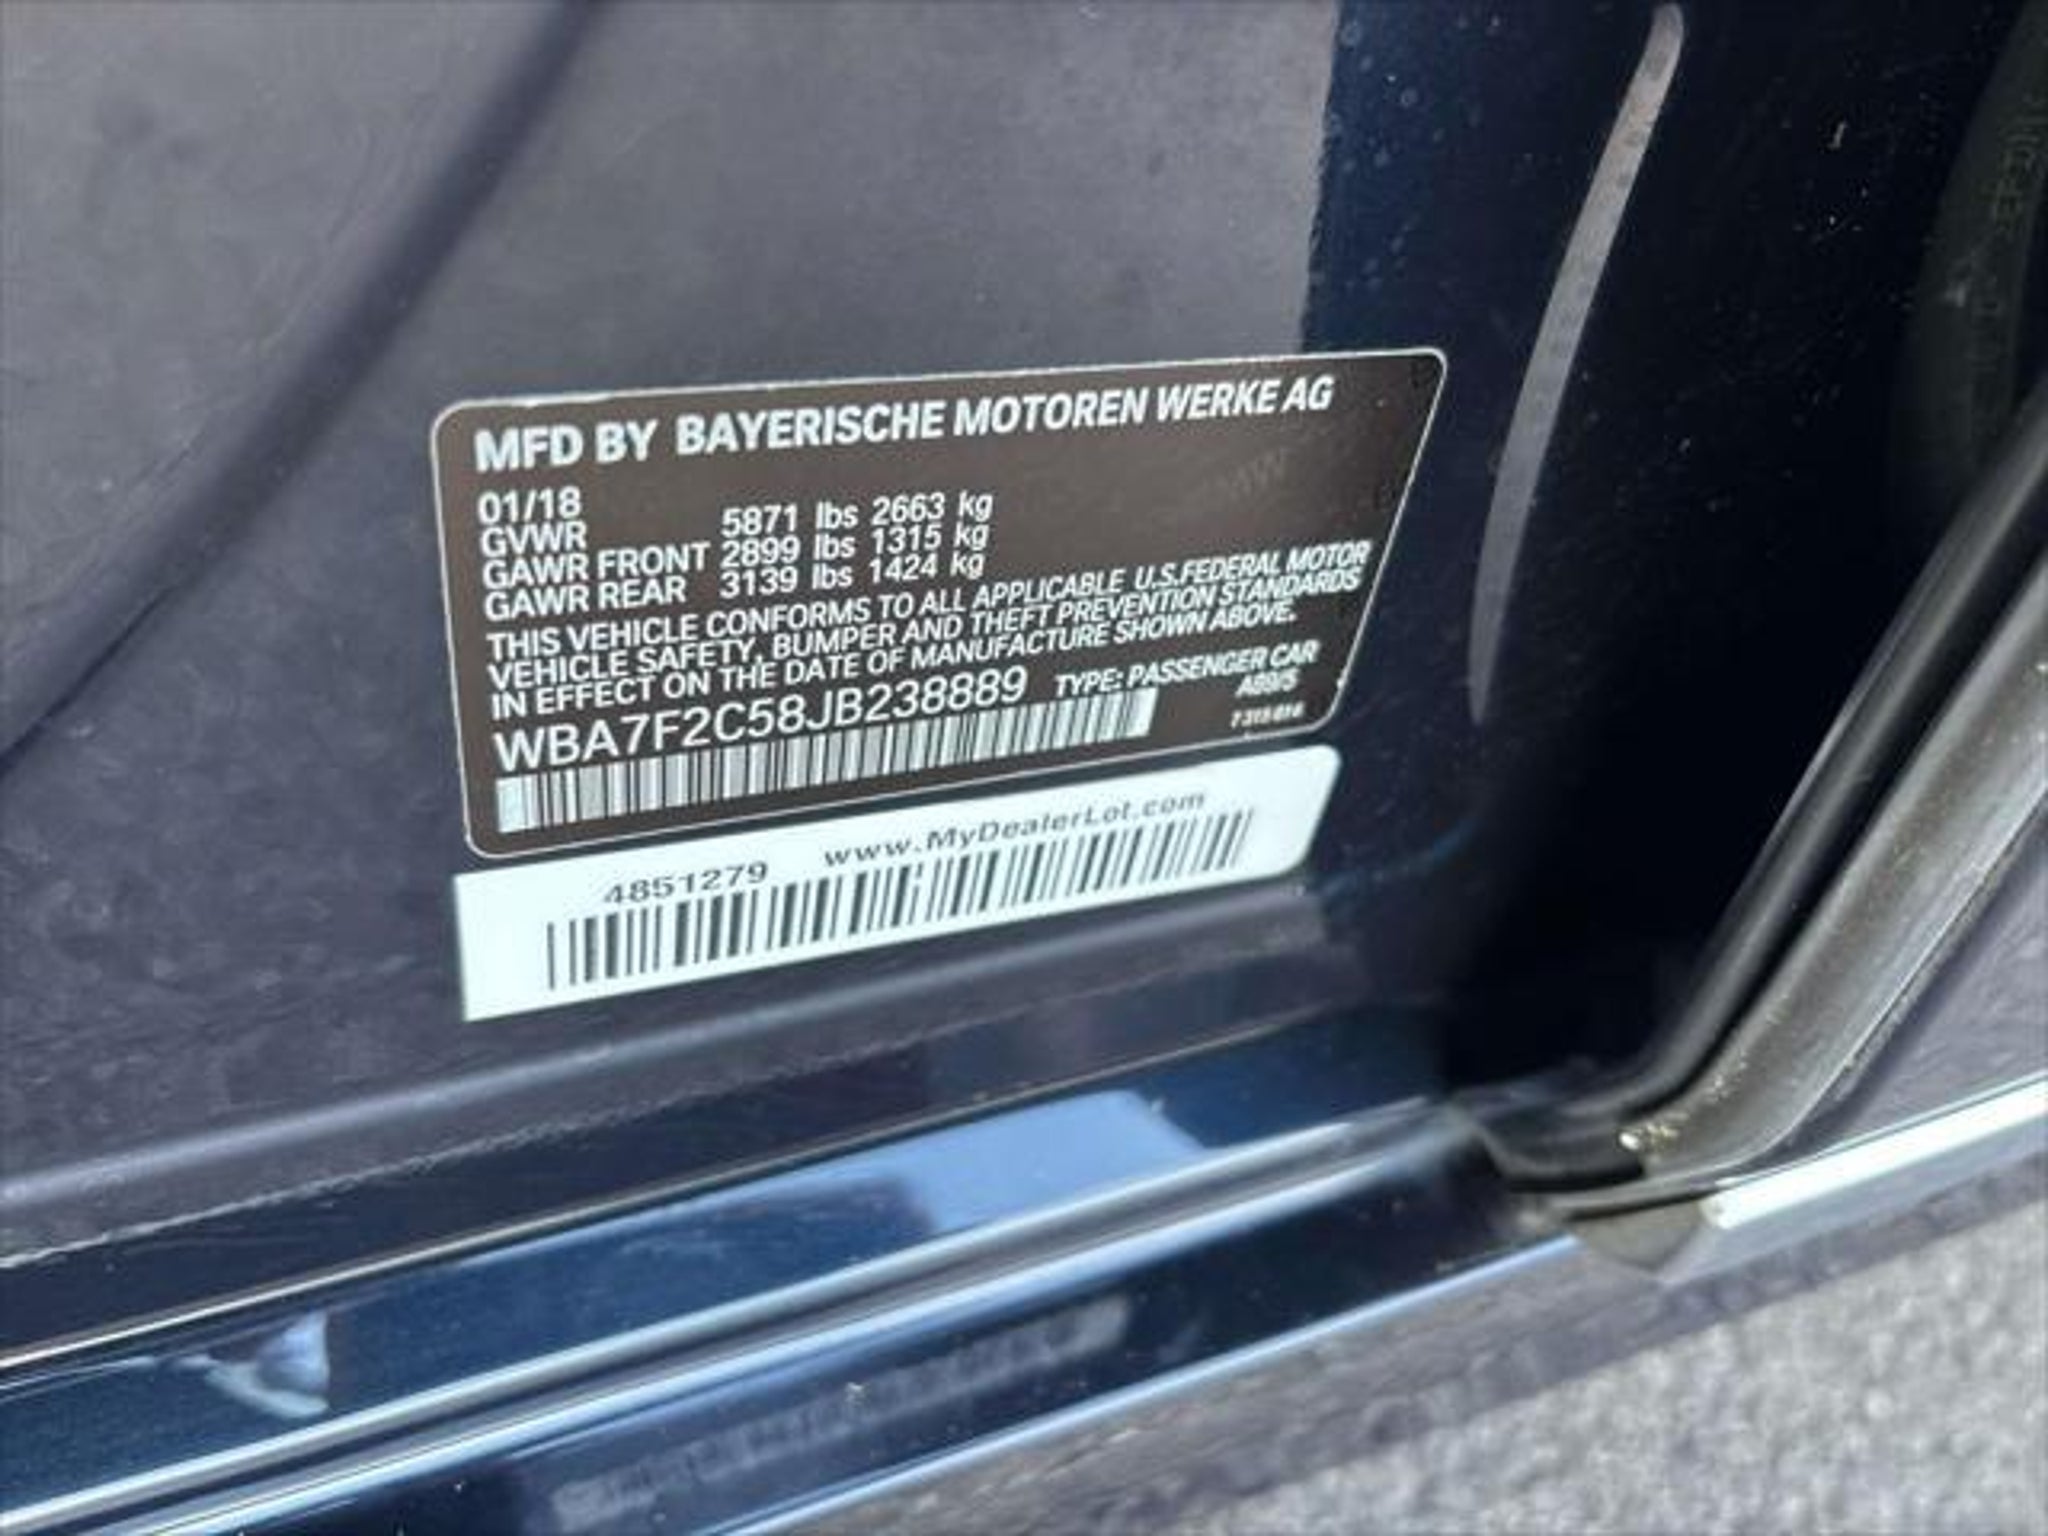 MFD BY BAYERISCHE MOTOREN WERKE AG
01/18
GVWR 5871 lbs 2663 kg
GAWR FRONT 2899 lbs 1315 kg
GAWR REAR 3139 lbs 1424 kg
THIS VEHICLE CONFORMS TO ALL APPLICABLE U.S.FEDERAL MOTOR
VEHICLE SAFETY, BUMPER AND THEFT PREVENTION STANDARDS
IN EFFECT ON THE DATE OF MANUFACTURE SHOWN ABOVE.
WBA7F2C58JB238889 TYPE: PASSENGER CAR
4851279 www.MyDealerLot.com